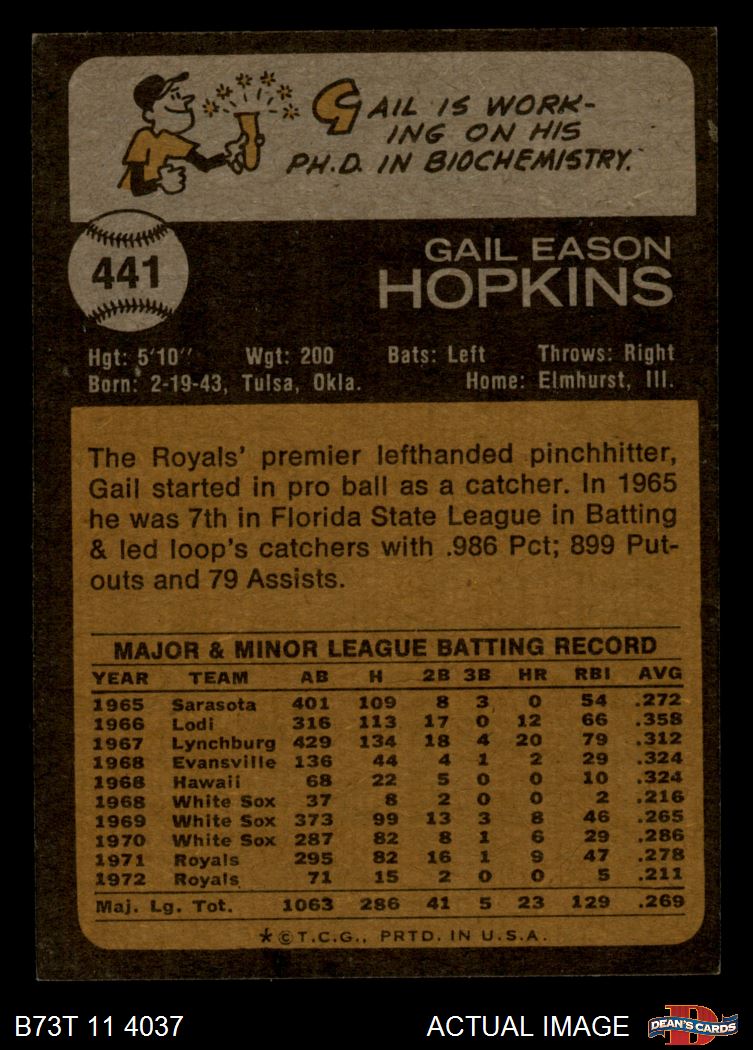 GAIL IS WORK-
ING ON HIS
PH.D. IN BIOCHEMISTRY.
441
GAIL EASON
HOPKINS
Hgt: 5'10" Wgt: 200 Bats: Left Throws: Right
Born: 2-19-43, Tulsa, Okla. Home: Elmhurst, Ill.
The Royals' premier lefthanded pinchhitter,
Gail started in pro ball as a catcher. In 1965
he was 7th in Florida State League in Batting
& led loop's catchers with .986 Pct; 899 Put-
outs and 79 Assists.
MAJOR & MINOR LEAGUE BATTING RECORD
YEAR TEAM AB H 2B 3B HR RBI AVG
1965 Sarasota 401 109 8 3 0 54 .272
1966 Lodi 316 113 17 0 12 66 .358
1967 Lynchburg 429 134 18 4 20 79 .312
1968 Evansville 136 44 4 1 2 29 .324
1968 Hawaii 68 22 5 0 0 10 .324
1968 White Sox 37 8 2 0 0 2 .216
1969 White Sox 373 99 13 3 8 46 .265
1970 White Sox 287 82 8 1 6 29 .286
1971 Royals 295 82 16 1 9 47 .278
1972 Royals 71 15 2 0 0 5 .211
Maj. Lg. Tot. 1063 286 41 5 23 129 .269
*©T.C.G., PRTD. IN U.S.A.
B73T 11 4037 ACTUAL IMAGE D DEAN'S CARDS